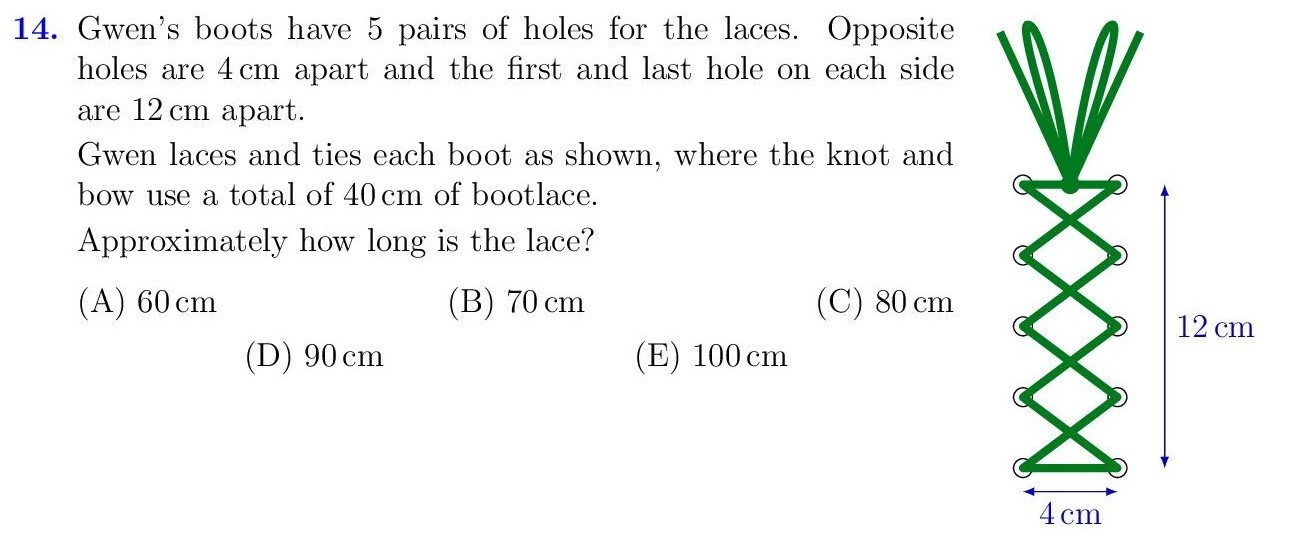 14. Gwen's boots have 5 pairs of holes for the laces. Opposite
holes are 4 cm apart and the first and last hole on each side
are 12 cm apart.
Gwen laces and ties each boot as shown, where the knot and
bow use a total of 40 cm of bootlace.
Approximately how long is the lace?
(A) 60 cm (B) 70 cm (C) 80 cm
(D) 90 cm (E) 100 cm
12 cm
4 cm